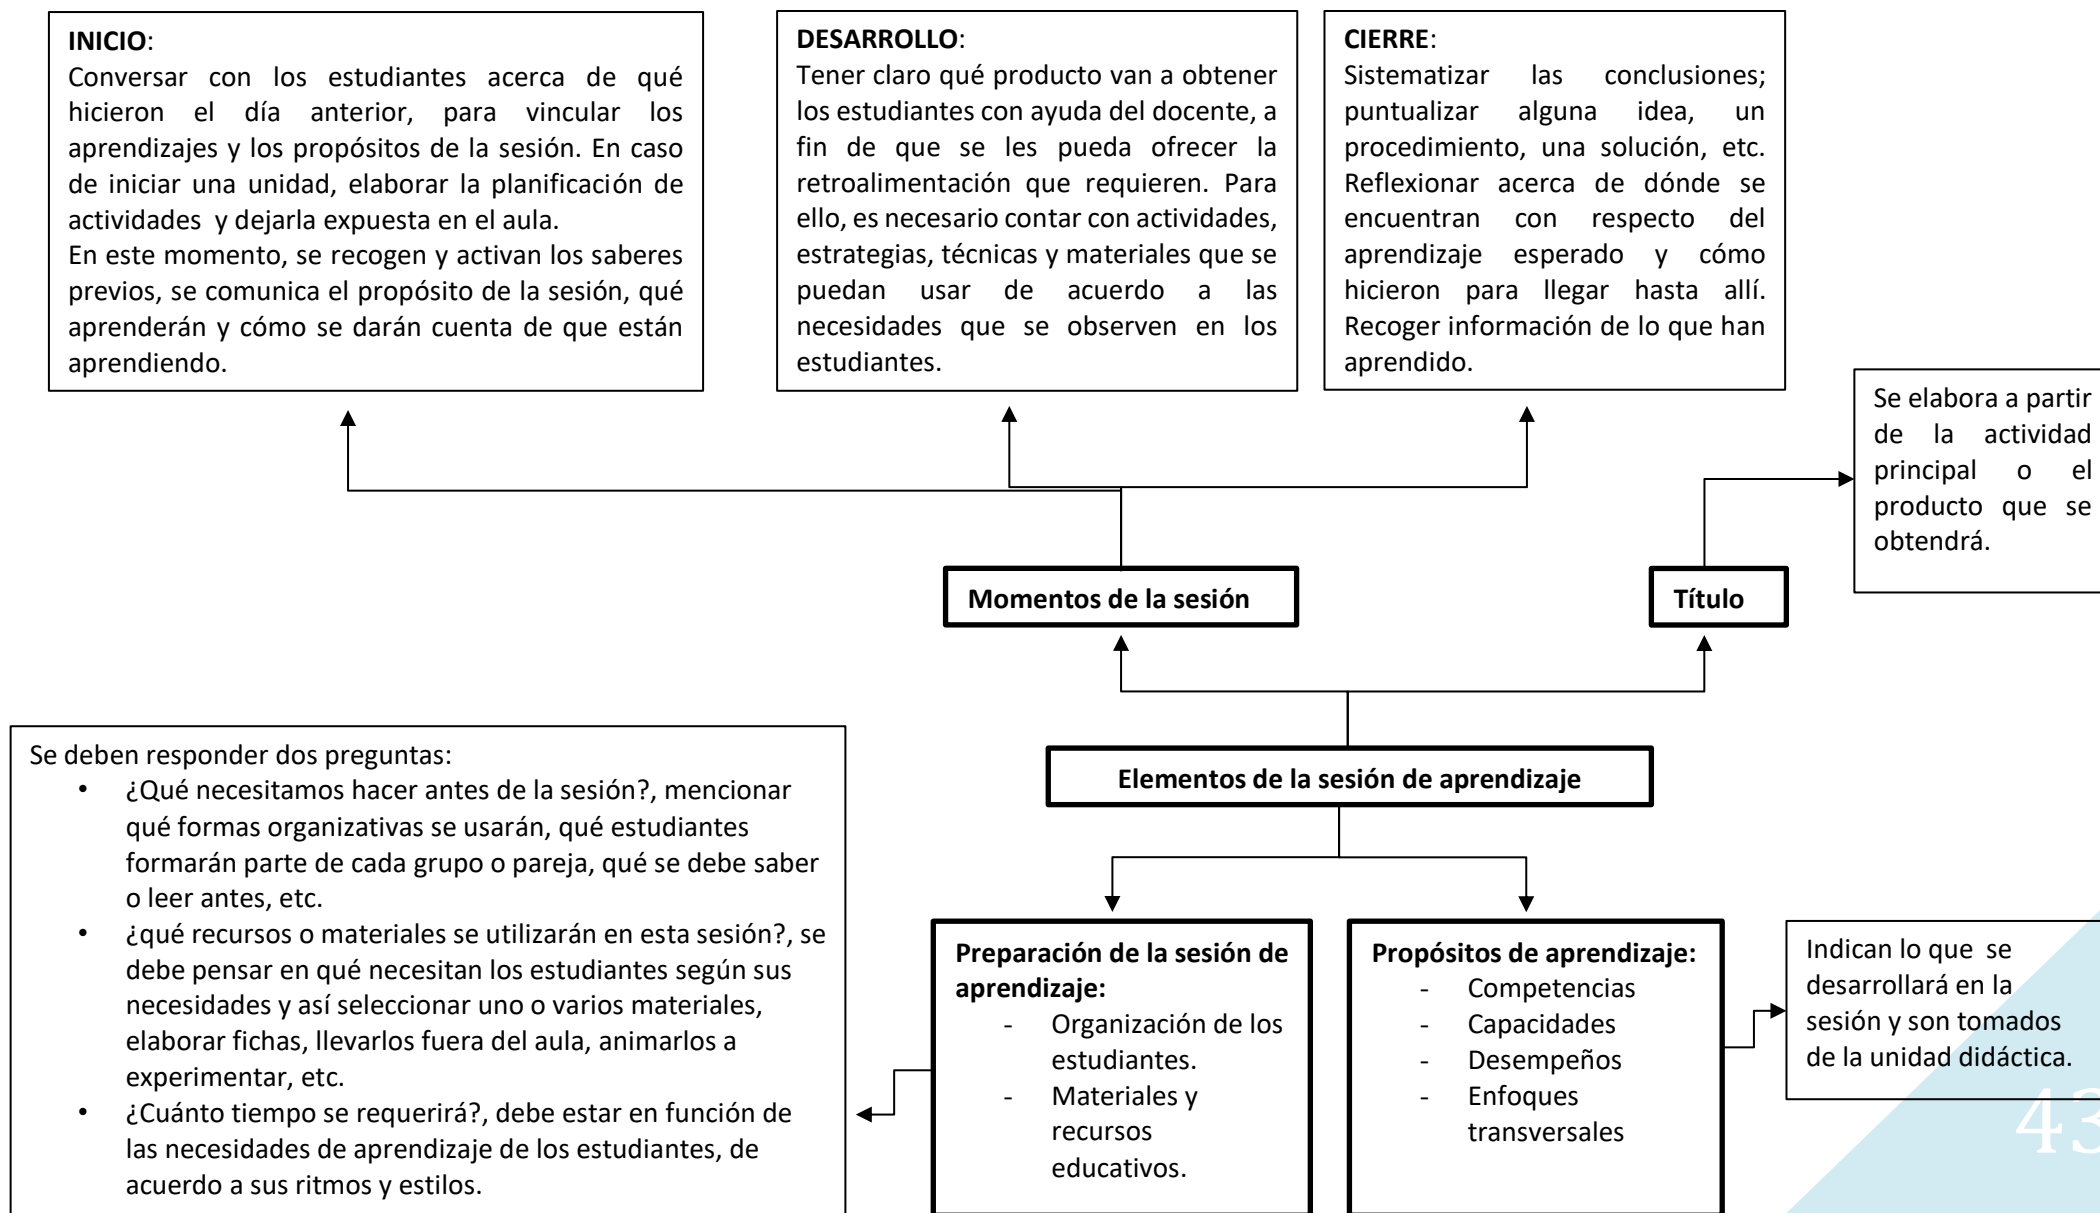 INICIO:
Conversar con los estudiantes acerca de qué
hicieron el día anterior, para vincular los
aprendizajes y los propósitos de la sesión. En caso
de iniciar una unidad, elaborar la planificación de
actividades y dejarla expuesta en el aula.
En este momento, se recogen y activan los saberes
previos, se comunica el propósito de la sesión, qué
aprenderán y cómo se darán cuenta de que están
aprendiendo.
DESARROLLO:
Tener claro qué producto van a obtener
los estudiantes con ayuda del docente, a
fin de que se les pueda ofrecer la
retroalimentación que requieren. Para
ello, es necesario contar con actividades,
estrategias, técnicas y materiales que se
puedan usar de acuerdo a las
necesidades que se observen en los
estudiantes.
CIERRE:
Sistematizar las conclusiones;
puntualizar alguna idea, un
procedimiento, una solución, etc.
Reflexionar acerca de dónde se
encuentran con respecto del
aprendizaje esperado y cómo
hicieron para llegar hasta allí.
Recoger información de lo que han
aprendido.
Se elabora a partir
de la actividad
principal o el
producto que se
obtendrá.
Momentos de la sesión
Título
Elementos de la sesión de aprendizaje
Se deben responder dos preguntas:
• ¿Qué necesitamos hacer antes de la sesión?, mencionar
qué formas organizativas se usarán, qué estudiantes
formarán parte de cada grupo o pareja, qué se debe saber
o leer antes, etc.
• ¿qué recursos o materiales se utilizarán en esta sesión?, se
debe pensar en qué necesitan los estudiantes según sus
necesidades y así seleccionar uno o varios materiales,
elaborar fichas, llevarlos fuera del aula, animarlos a
experimentar, etc.
• ¿Cuánto tiempo se requerirá?, debe estar en función de
las necesidades de aprendizaje de los estudiantes, de
acuerdo a sus ritmos y estilos.
Preparación de la sesión de
aprendizaje:
- Organización de los
estudiantes.
- Materiales y
recursos
educativos.
Propósitos de aprendizaje:
- Competencias
- Capacidades
- Desempeños
- Enfoques
transversales
Indican lo que se
desarrollará en la
sesión y son tomados
de la unidad didáctica.
43